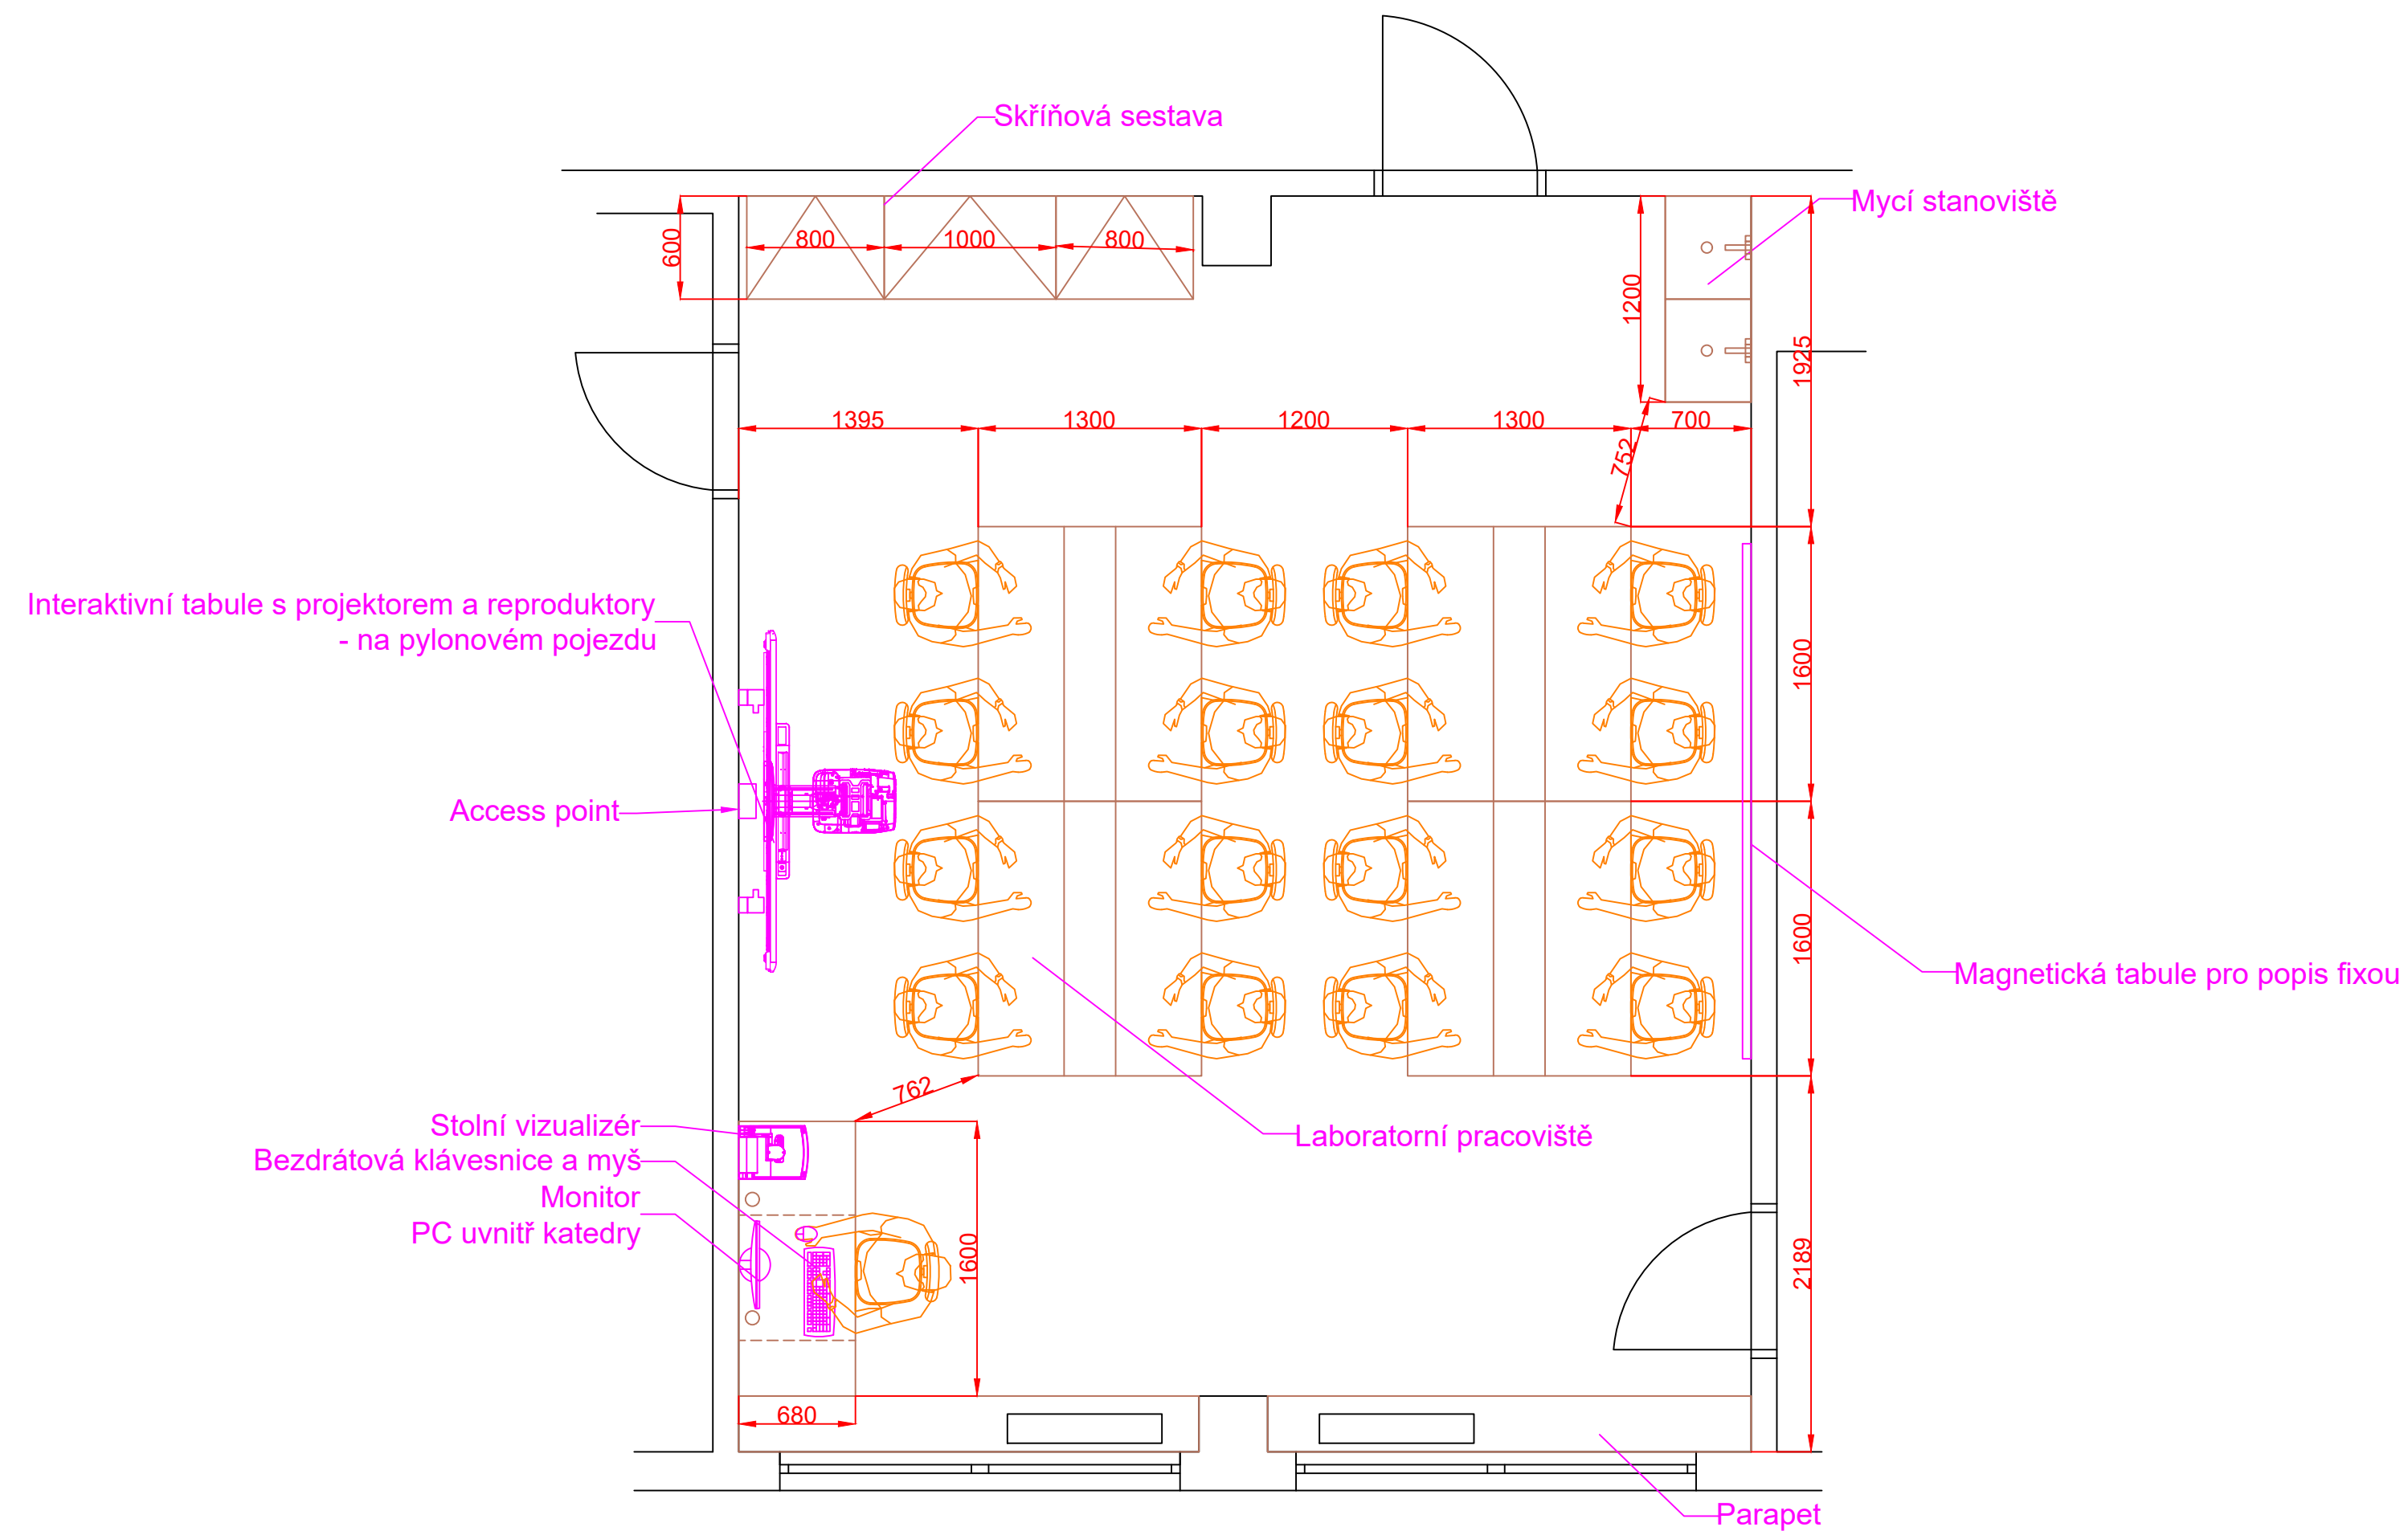 Skříňová sestava
Mycí stanoviště
600
800
1000
800
1200
1925
1395
1300
1200
1300
700
752
Interaktivní tabule s projektorem a reproduktory
- na pylonovém pojezdu
1600
Access point
1600
Magnetická tabule pro popis fixou
762
Stolní vizualizér
Laboratorní pracoviště
Bezdrátová klávesnice a myš
Monitor
PC uvnitř katedry
1600
2189
680
Parapet